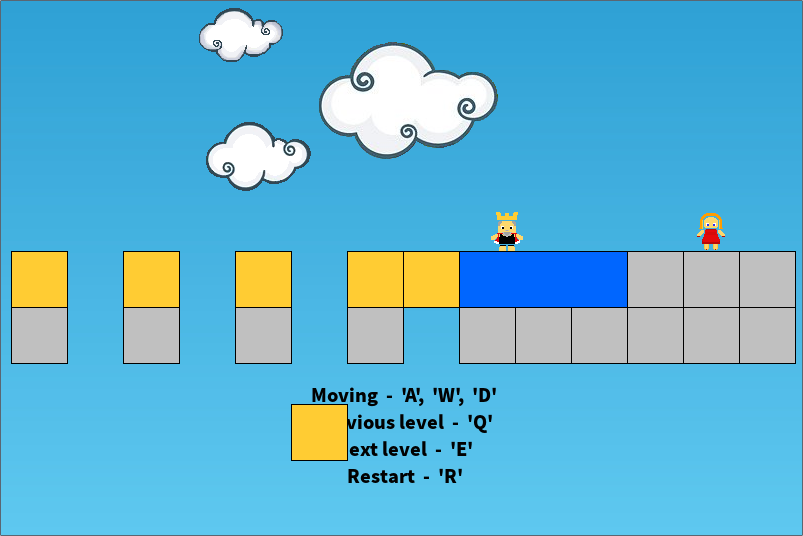 Moving - 'A', 'W', 'D'
vious level - 'Q'
ext level - 'E'
Restart - 'R'